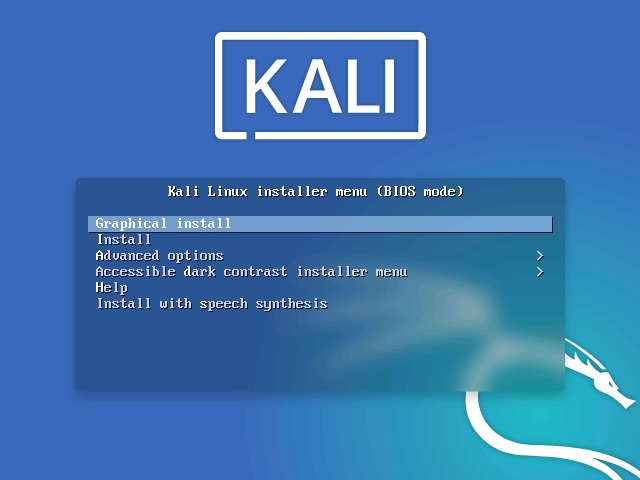 KALI
Kali Linux installer menu (BIOS mode)
Graphical install
Install
Advanced options >
Accessible dark contrast installer menu >
Help
Install with speech synthesis